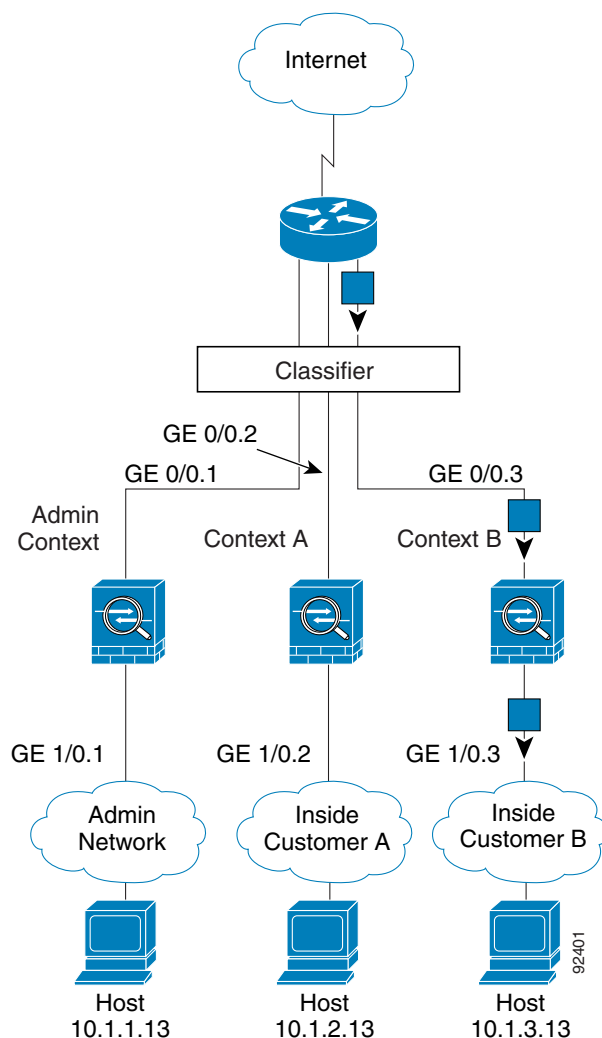 Internet
Classifier
GE 0/0.2
GE 0/0.1
GE 0/0.3
Admin
Context
Context A
Context B
GE 1/0.1
GE 1/0.2
GE 1/0.3
Admin
Network
Inside
Customer A
Inside
Customer B
92401
Host
10.1.1.13
Host
10.1.2.13
Host
10.1.3.13